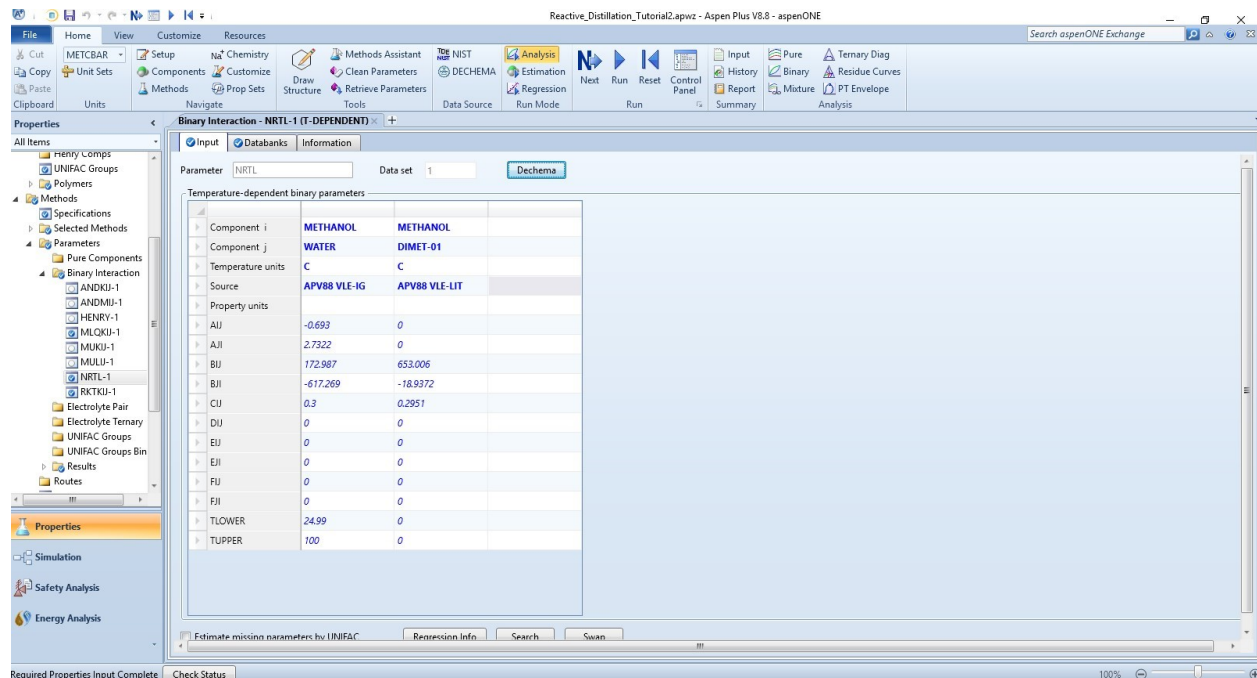 Reactive_Distillation_Tutorial2.apwz - Aspen Plus V8.8 - aspenONE
File Home View Customize Resources Search aspenONE Exchange
Cut METCBAR Setup Na+ Chemistry Methods Assistant NIST Analysis Input Pure Ternary Diag
Copy Unit Sets Components Customize Clean Parameters DECHEMA Estimation History Binary Residue Curves
Paste Methods Prop Sets Draw Structure Retrieve Parameters Regression Next Run Reset Control Panel Report Mixture PT Envelope
Clipboard Units Navigate Tools Data Source Run Mode Run Summary Analysis
Properties Binary Interaction - NRTL-1 (T-DEPENDENT) +
All Items
Henry Comps
UNIFAC Groups
Polymers
Methods
Specifications
Selected Methods
Parameters
Pure Components
Binary Interaction
ANDKIJ-1
ANDMIJ-1
HENRY-1
MLQKIJ-1
MUKIJ-1
MULIJ-1
NRTL-1
RKTKIJ-1
Electrolyte Pair
Electrolyte Ternary
UNIFAC Groups
UNIFAC Groups Bin
Results
Routes
Properties
Simulation
Safety Analysis
Energy Analysis
Input Databanks Information
Parameter NRTL Data set 1 Dechema
Temperature-dependent binary parameters
Component i METHANOL METHANOL
Component j WATER DIMET-01
Temperature units C C
Source APV88 VLE-IG APV88 VLE-LIT
Property units
AIJ -0.693 0
AJI 2.7322 0
BIJ 172.987 653.006
BJI -617.269 -18.9372
CIJ 0.3 0.2951
DIJ 0 0
EIJ 0 0
EJI 0 0
FIJ 0 0
FJI 0 0
TLOWER 24.99 0
TUPPER 100 0
Estimate missing parameters by UNIFAC Regression Info Search Swap
Required Properties Input Complete Check Status 100%